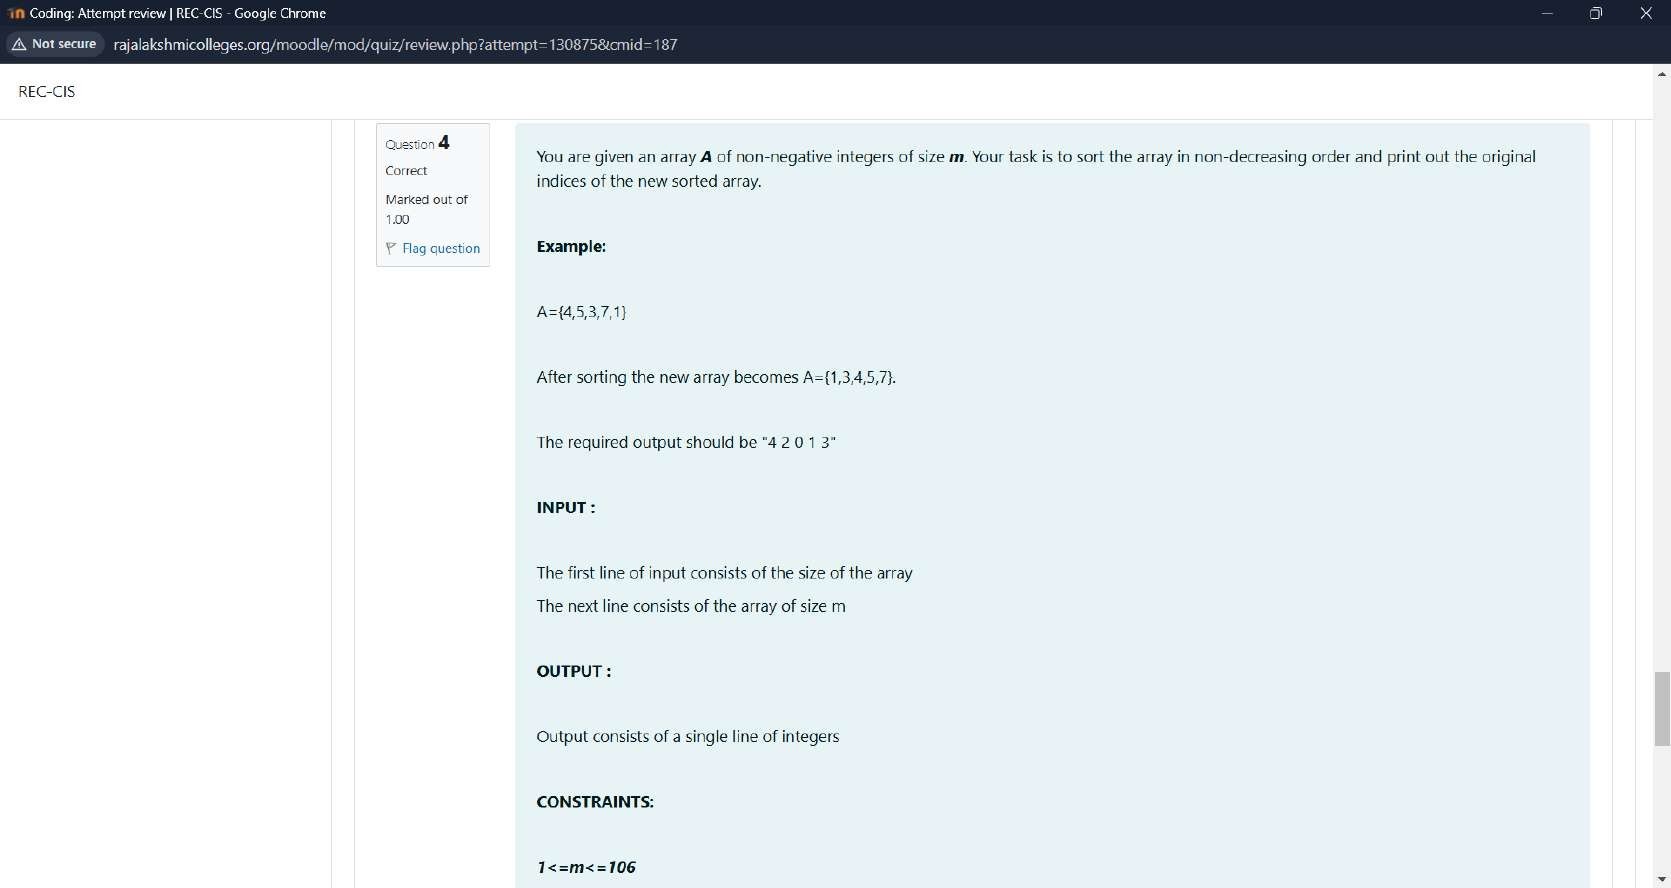 Coding: Attempt review | REC-CIS - Google Chrome
Not secure rajalakshmicolleges.org/moodle/mod/quiz/review.php?attempt=130875&cmid=187
REC-CIS
Question 4
Correct
Marked out of
1.00
Flag question
You are given an array A of non-negative integers of size m. Your task is to sort the array in non-decreasing order and print out the original
indices of the new sorted array.
Example:
A={4,5,3,7,1}
After sorting the new array becomes A={1,3,4,5,7}.
The required output should be "4 2 0 1 3"
INPUT :
The first line of input consists of the size of the array
The next line consists of the array of size m
OUTPUT :
Output consists of a single line of integers
CONSTRAINTS:
1<=m<=106